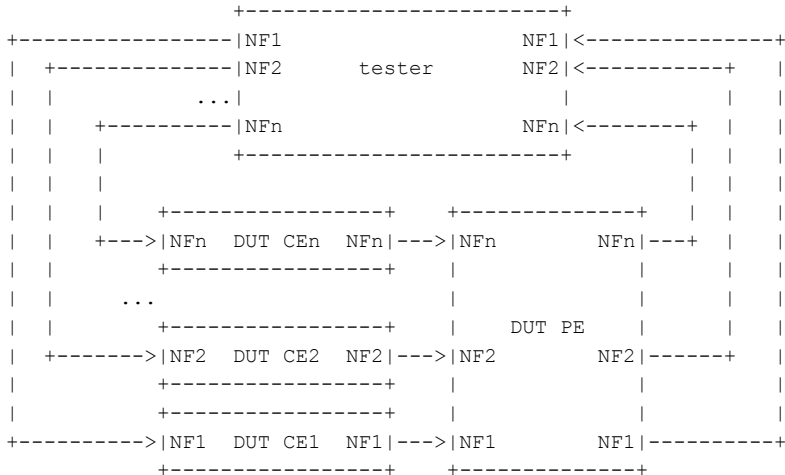 NF1 NF1
NF2 tester NF2
...
NFn NFn
NFn DUT CEn NFn NFn NFn
...
DUT PE
NF2 DUT CE2 NF2 NF2 NF2
NF1 DUT CE1 NF1 NF1 NF1